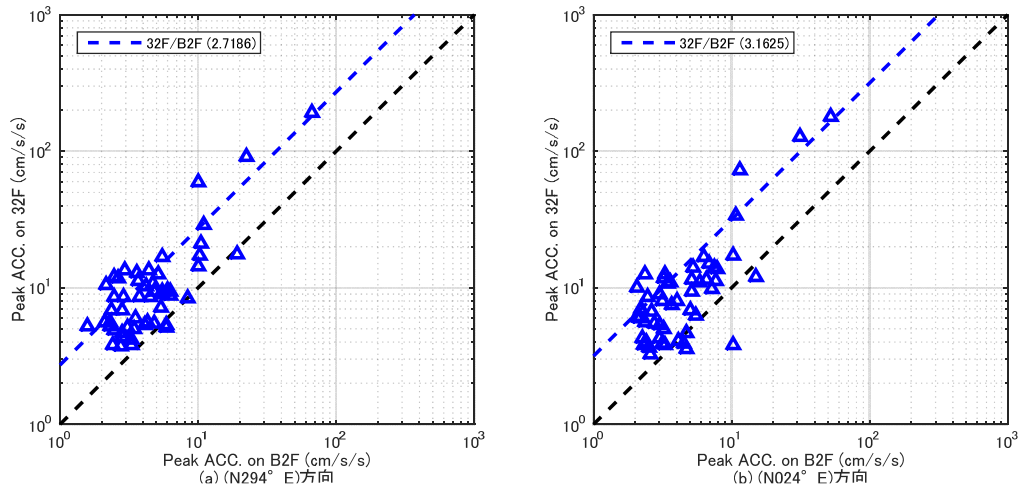 10³
32F/B2F (2.7186)
10²
10¹
10⁰
Peak ACC. on 32F (cm/s/s)
10⁰ 10¹ 10² 10³
Peak ACC. on B2F (cm/s/s)
(a) (N294° E)方向
10³
32F/B2F (3.1625)
10²
10¹
10⁰
Peak ACC. on 32F (cm/s/s)
10⁰ 10¹ 10² 10³
Peak ACC. on B2F (cm/s/s)
(b) (N024° E)方向